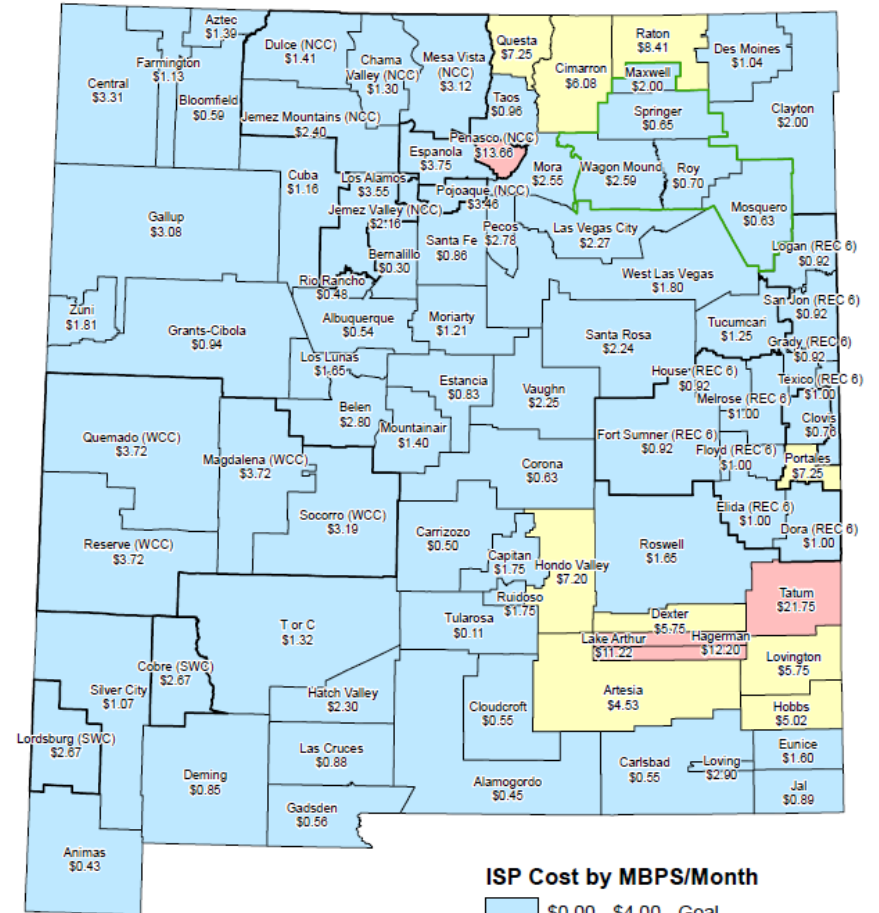 Aztec
$1.39
Farmington
$1.13
Central
$3.31
Bloomfield
$0.59
Dulce (NCC)
$1.41
Chama
Valley (NCC)
$1.30
Mesa Vista
(NCC)
$3.12
Questa
$7.25
Cimarron
$6.08
Raton
$8.41
Maxwell
$2.00
Des Moines
$1.04
Clayton
$2.00
Springer
$0.65
Taos
$0.96
Jemez Mountains (NCC)
$2.40
Penasco (NCC)
$13.66
Espanola
$3.75
Mora
$2.55
Wagon Mound
$2.59
Roy
$0.70
Mosquero
$0.63
Cuba
$1.16
Los Alamos
$3.55
Pojoaque (NCC)
$3.46
Jemez Valley (NCC)
$2.16
Gallup
$3.08
Pecos
$2.78
Las Vegas City
$2.27
Santa Fe
$0.86
Bernalillo
$0.30
Logan (REC 6)
$0.92
West Las Vegas
$1.80
Rio Rancho
$0.48
San Jon (REC 6)
$0.92
Zuni
$1.81
Grants-Cibola
$0.94
Albuquerque
$0.54
Moriarty
$1.21
Santa Rosa
$2.24
Tucumcari
$1.25
Grady (REC 6)
$0.92
Los Lunas
$1.65
Estancia
$0.83
Vaughn
$2.25
House (REC 6)
$0.92
Texico (REC 6)
$1.00
Melrose (REC 6)
$1.00
Clovis
$0.76
Belen
$2.80
Mountainair
$1.40
Quemado (WCC)
$3.72
Magdalena (WCC)
$3.72
Fort Sumner (REC 6)
$0.92
Floyd (REC 6)
$1.00
Portales
$7.25
Corona
$0.63
Socorro (WCC)
$3.19
Elida (REC 6)
$1.00
Dora (REC 6)
$1.00
Reserve (WCC)
$3.72
Carrizozo
$0.50
Capitan
$1.75
Hondo Valley
$7.20
Roswell
$1.65
Ruidoso
$1.75
Tatum
$21.75
T or C
$1.32
Tularosa
$0.11
Dexter
$5.75
Lake Arthur
$11.22
Hagerman
$12.20
Lovington
$5.75
Cobre (SWC)
$2.67
Silver City
$1.07
Hatch Valley
$2.30
Cloudcroft
$0.55
Artesia
$4.53
Hobbs
$5.02
Lordsburg (SWC)
$2.67
Las Cruces
$0.88
Carlsbad
$0.55
Loving
$2.90
Eunice
$1.60
Deming
$0.85
Alamogordo
$0.45
Jal
$0.89
Gadsden
$0.56
Animas
$0.43
ISP Cost by MBPS/Month
$0.00 - $4.00 - Goal